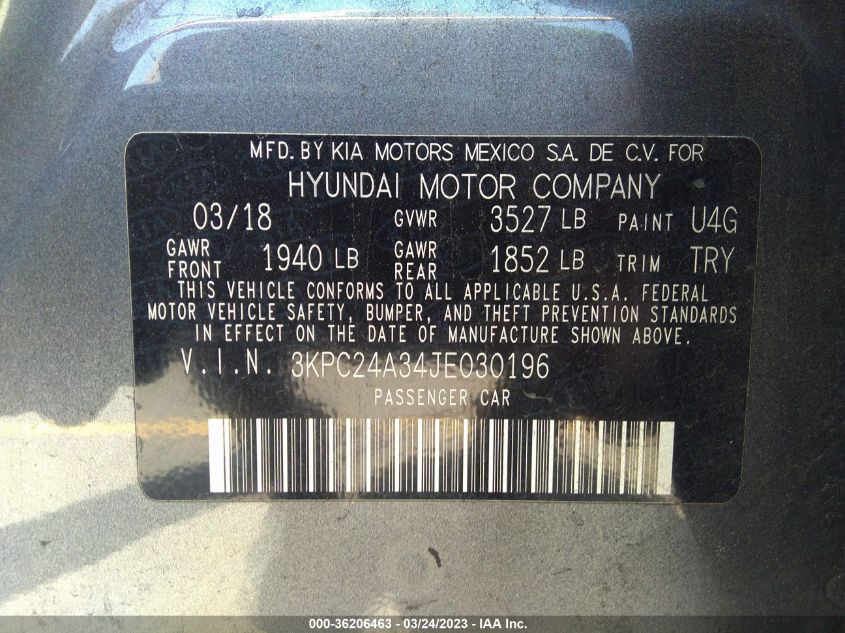 MFD. BY KIA MOTORS MEXICO S.A. DE C.V. FOR
HYUNDAI MOTOR COMPANY
03/18 GVWR 3527 LB PAINT U4G
GAWR FRONT 1940 LB GAWR REAR 1852 LB TRIM TRY
THIS VEHICLE CONFORMS TO ALL APPLICABLE U.S.A. FEDERAL
MOTOR VEHICLE SAFETY, BUMPER, AND THEFT PREVENTION STANDARDS
IN EFFECT ON THE DATE OF MANUFACTURE SHOWN ABOVE.
V.I.N. 3KPC24A34JE030196
PASSENGER CAR
000-36206463 - 03/24/2023 - IAA Inc.